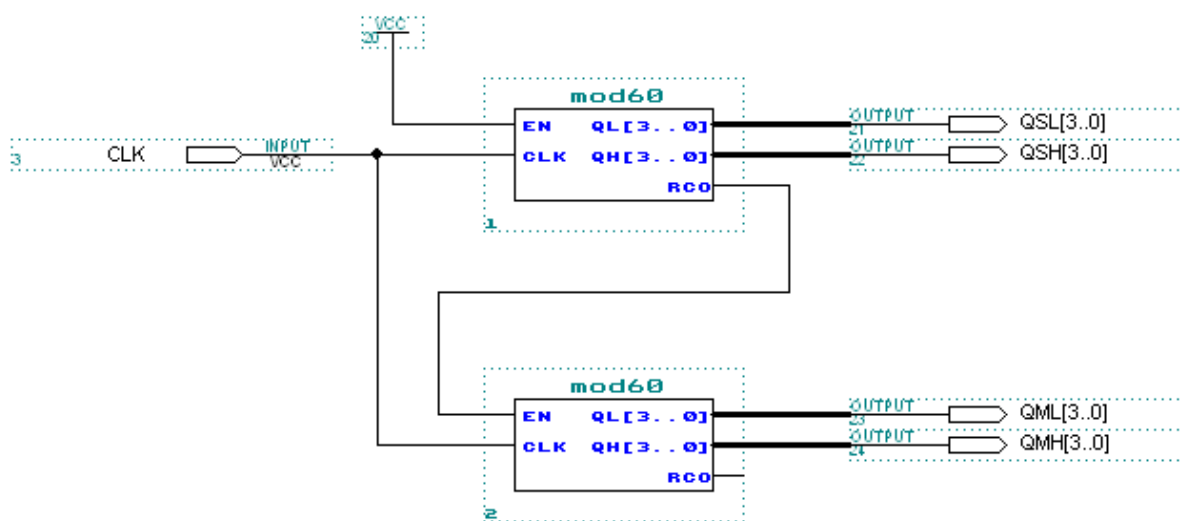 VCC
20
mod60
EN QL[3..0]
OUTPUT
21
QSL[3..0]
3
CLK
INPUT
VCC
CLK QH[3..0]
OUTPUT
22
QSH[3..0]
RCO
1
mod60
EN QL[3..0]
OUTPUT
23
QML[3..0]
CLK QH[3..0]
OUTPUT
24
QMH[3..0]
RCO
2